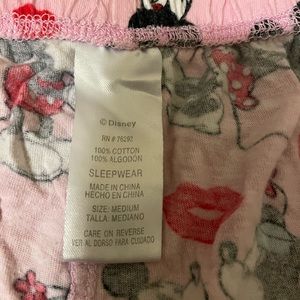 © Disney
RN # 76292
100% COTTON
100% ALGODON
SLEEPWEAR
MADE IN CHINA
HECHO EN CHINA
SIZE: MEDIUM
TALLA: MEDIANO
CARE ON REVERSE
VER AL DORSO PARA CUIDADO